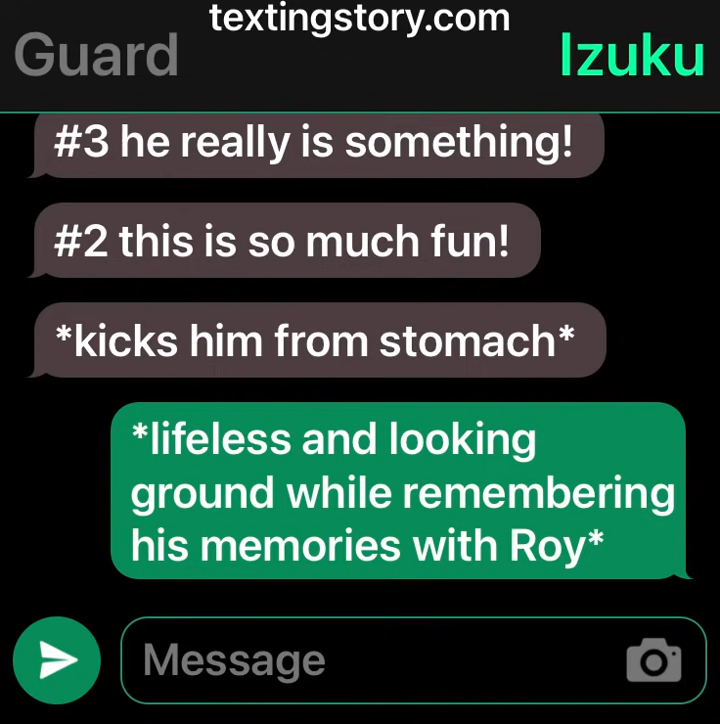 textingstory.com
Guard
Izuku
#3 he really is something!
#2 this is so much fun!
*kicks him from stomach*
*lifeless and looking
ground while remembering
his memories with Roy*
Message